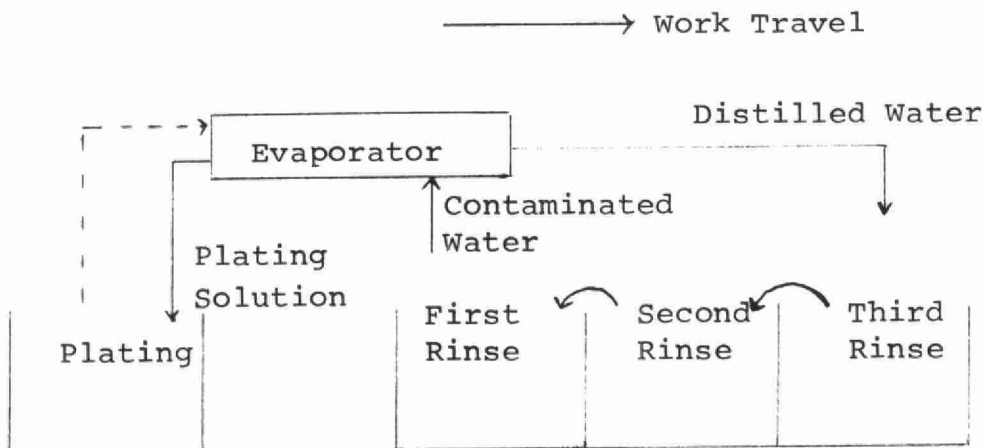 Work Travel
Distilled Water
Evaporator
Contaminated
Water
Plating
Solution
Plating
First
Rinse
Second
Rinse
Third
Rinse